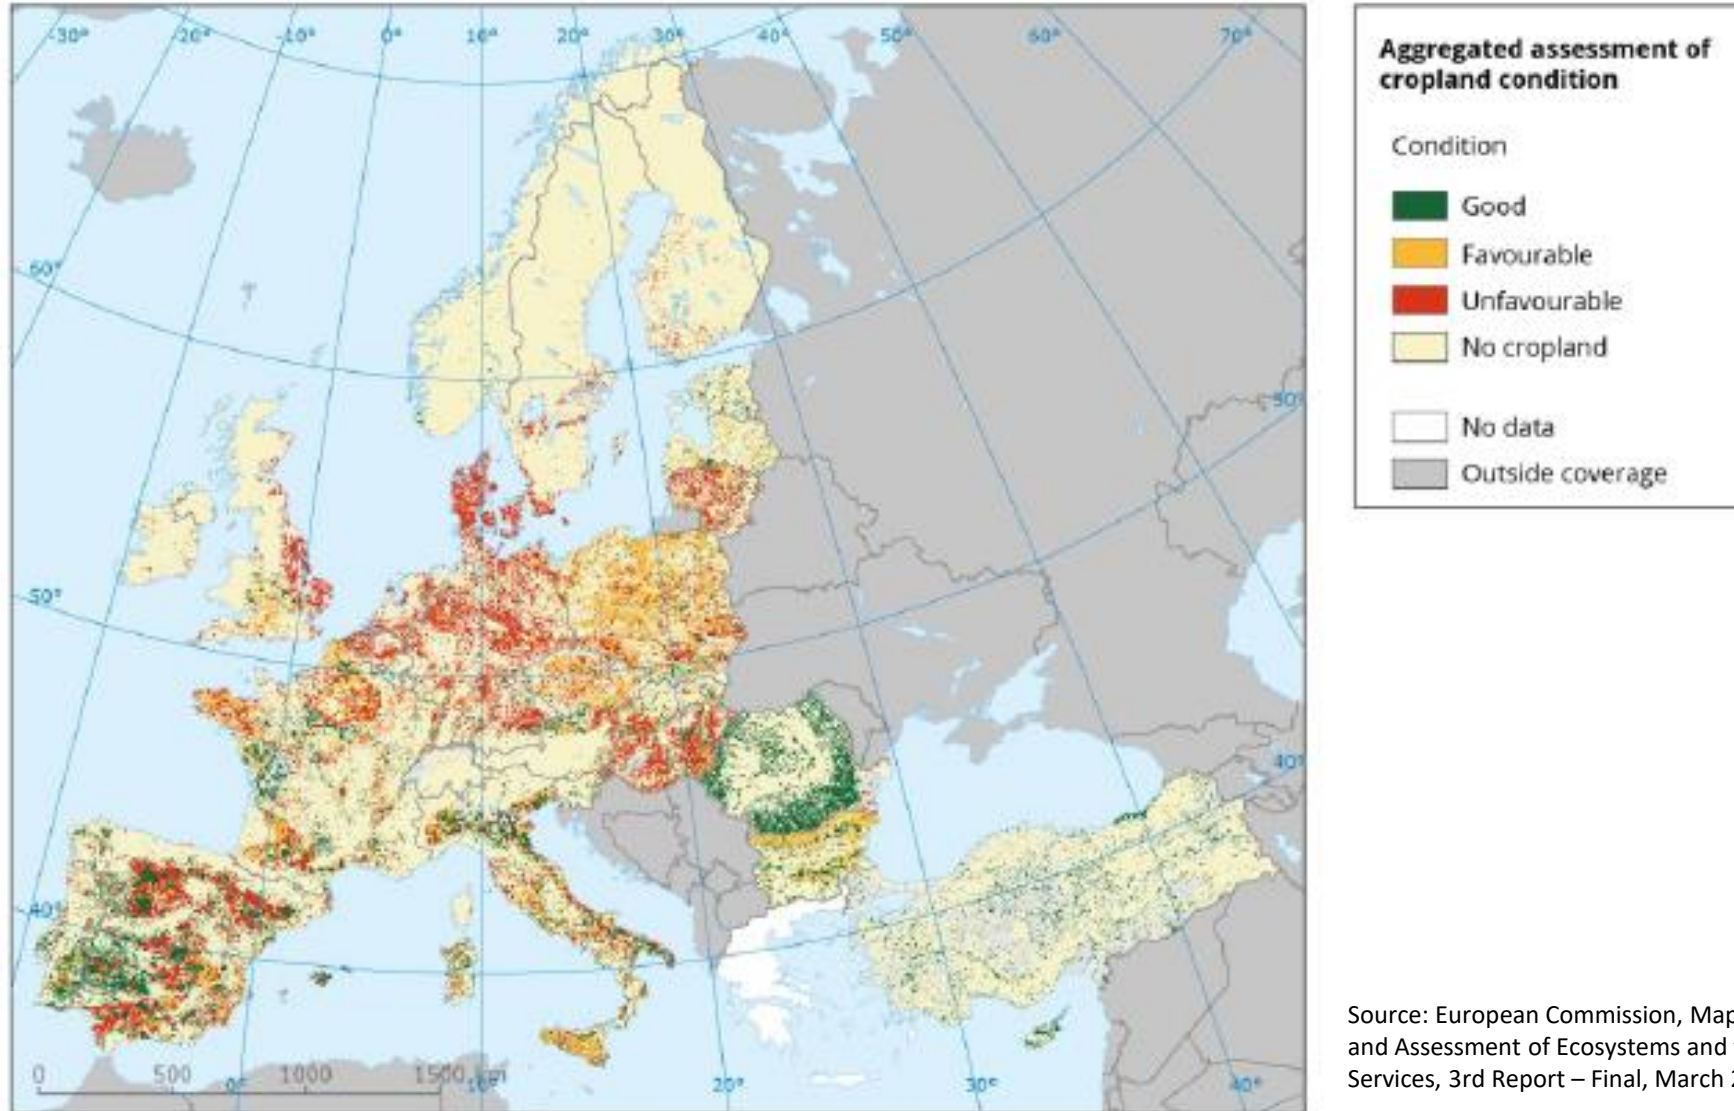 -30° -20° -10° 0° 10° 20° 30° 40° 50° 60° 70°
60°
50°
50°
40°
40°
0 500 1000 1500
0° 10° 20° 30° 40°
Aggregated assessment of
cropland condition
Condition
Good
Favourable
Unfavourable
No cropland
No data
Outside coverage
Source: European Commission, Map
and Assessment of Ecosystems and
Services, 3rd Report – Final, March